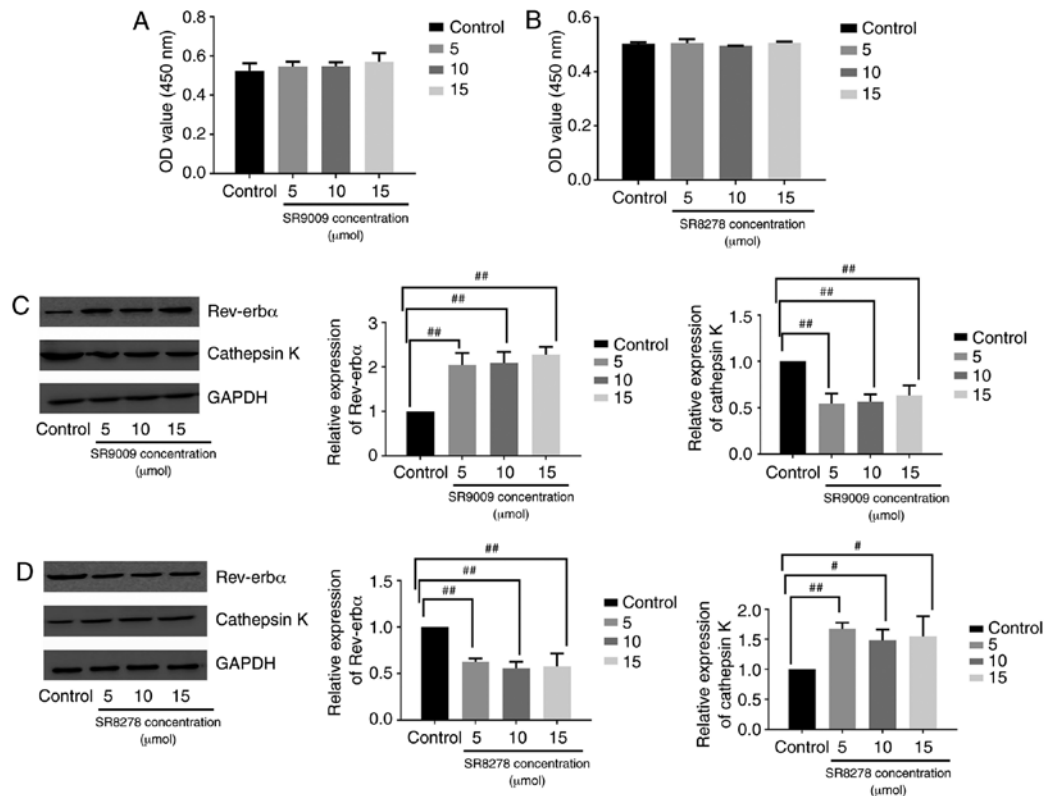 A
OD value (450 nm)
0.8
0.6
0.4
0.2
0.0
Control 5 10 15
SR9009 concentration
(μmol)
Control
5
10
15
B
OD value (450 nm)
0.6
0.4
0.2
0.0
Control 5 10 15
SR8278 concentration
(μmol)
Control
5
10
15
C
Rev-erbα
Cathepsin K
GAPDH
Control 5 10 15
SR9009 concentration
(μmol)
Relative expression
of Rev-erbα
3
2
1
0
##
##
##
Control 5 10 15
SR9009 concentration
(μmol)
Control
5
10
15
Relative expression
of cathepsin K
1.5
1.0
0.5
0.0
##
##
##
Control 5 10 15
SR9009 concentration
(μmol)
Control
5
10
15
D
Rev-erbα
Cathepsin K
GAPDH
Control 5 10 15
SR8278 concentration
(μmol)
Relative expression
of Rev-erbα
1.5
1.0
0.5
0.0
##
##
##
Control 5 10 15
SR8278 concentration
(μmol)
Control
5
10
15
Relative expression
of cathepsin K
2.0
1.5
1.0
0.5
0.0
#
#
##
Control 5 10 15
SR8278 concentration
(μmol)
Control
5
10
15